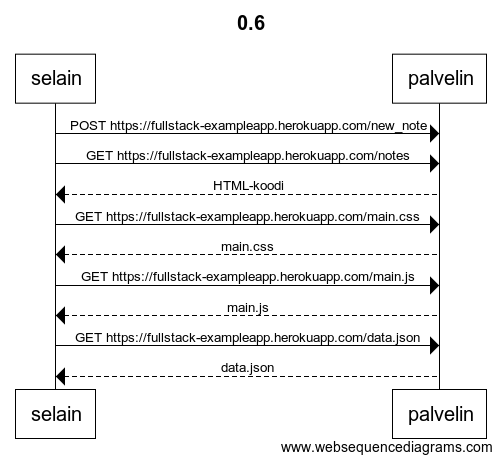 0.6
selain palvelin
POST https://fullstack-exampleapp.herokuapp.com/new_note
GET https://fullstack-exampleapp.herokuapp.com/notes
HTML-koodi
GET https://fullstack-exampleapp.herokuapp.com/main.css
main.css
GET https://fullstack-exampleapp.herokuapp.com/main.js
main.js
GET https://fullstack-exampleapp.herokuapp.com/data.json
data.json
selain palvelin
www.websequencediagrams.com